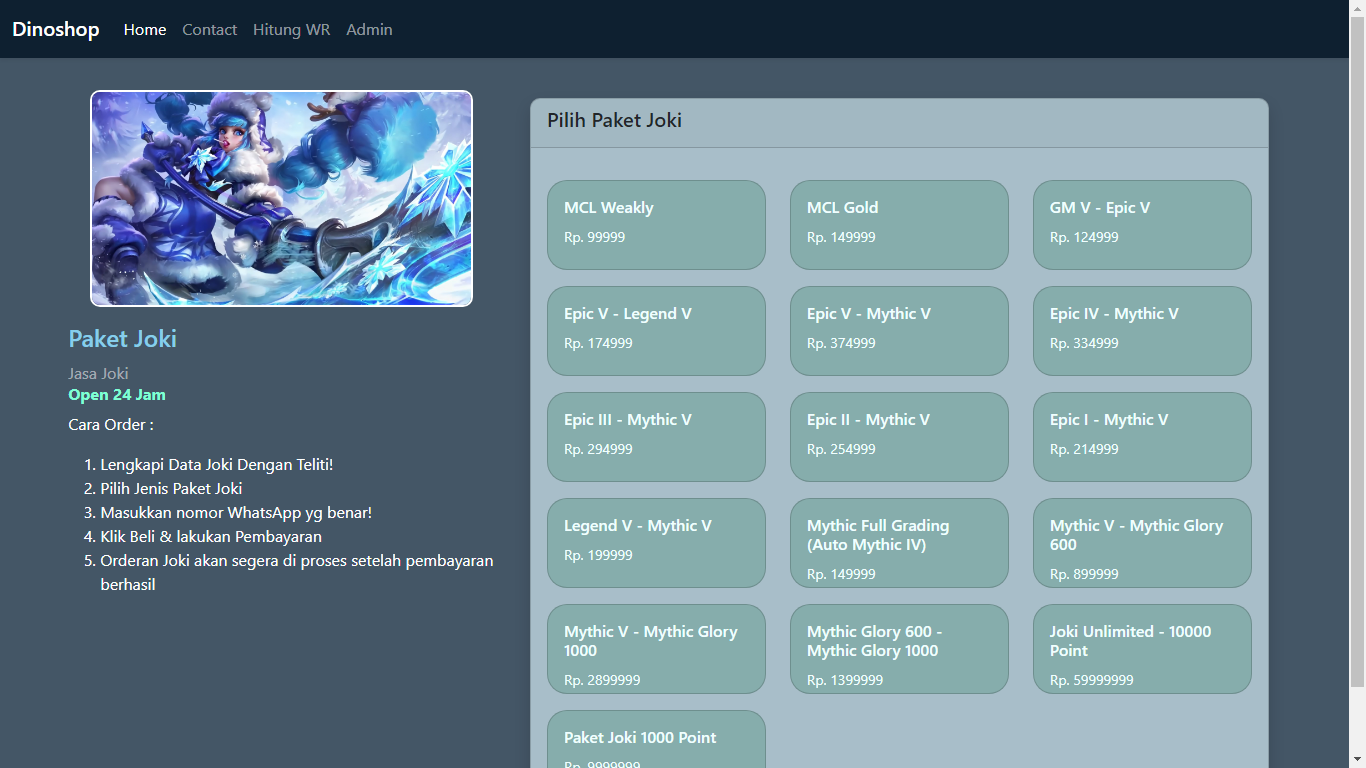 Dinoshop Home Contact Hitung WR Admin
Paket Joki
Jasa Joki
Open 24 Jam
Cara Order :
1. Lengkapi Data Joki Dengan Teliti!
2. Pilih Jenis Paket Joki
3. Masukkan nomor WhatsApp yg benar!
4. Klik Beli & lakukan Pembayaran
5. Orderan Joki akan segera di proses setelah pembayaran
berhasil
Pilih Paket Joki
MCL Weakly
Rp. 99999
MCL Gold
Rp. 149999
GM V - Epic V
Rp. 124999
Epic V - Legend V
Rp. 174999
Epic V - Mythic V
Rp. 374999
Epic IV - Mythic V
Rp. 334999
Epic III - Mythic V
Rp. 294999
Epic II - Mythic V
Rp. 254999
Epic I - Mythic V
Rp. 214999
Legend V - Mythic V
Rp. 199999
Mythic Full Grading
(Auto Mythic IV)
Rp. 149999
Mythic V - Mythic Glory
600
Rp. 899999
Mythic V - Mythic Glory
1000
Rp. 2899999
Mythic Glory 600 -
Mythic Glory 1000
Rp. 1399999
Joki Unlimited - 10000
Point
Rp. 59999999
Paket Joki 1000 Point
Rp. 9999999